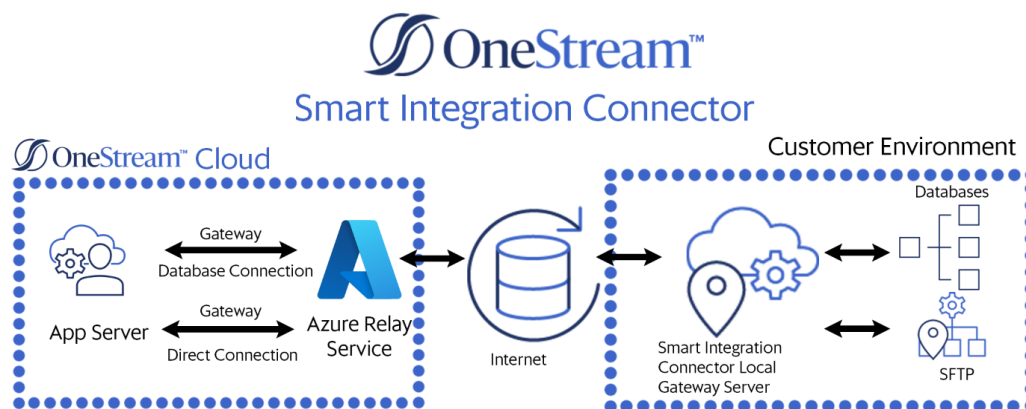 OneStream™
Smart Integration Connector
OneStream™ Cloud
Customer Environment
Gateway
Database Connection
Gateway
Direct Connection
App Server
Azure Relay
Service
Internet
Smart Integration
Connector Local
Gateway Server
Databases
SFTP